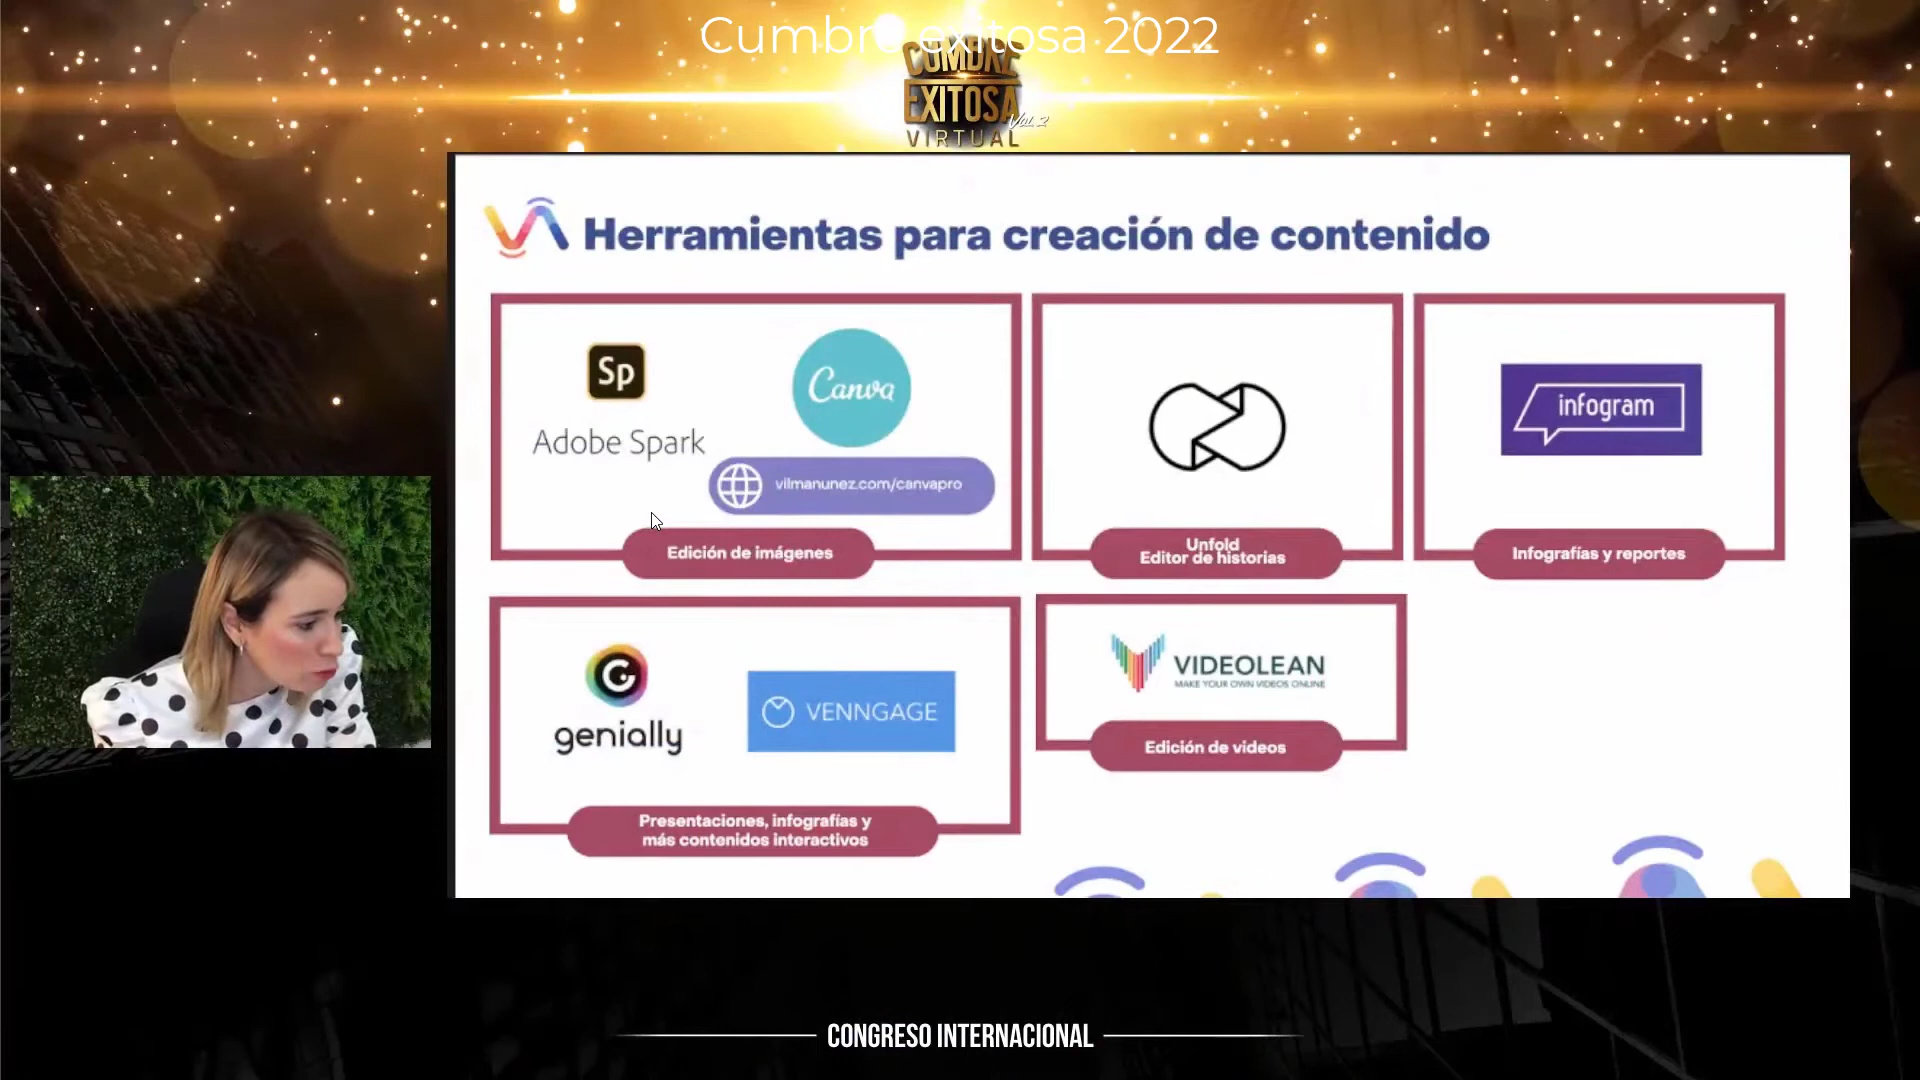 Cumbre exitosa 2022
CUMBRE
EXITOSA
Vol 2
VIRTUAL
Herramientas para creación de contenido
Sp
Adobe Spark
Canva
vilmanunez.com/canvapro
Edición de imágenes
Unfold
Editor de historias
infogram
Infografías y reportes
genially
VENNGAGE
Presentaciones, infografías y
más contenidos interactivos
VIDEOLEAN
MAKE YOUR OWN VIDEOS ONLINE
Edición de videos
CONGRESO INTERNACIONAL